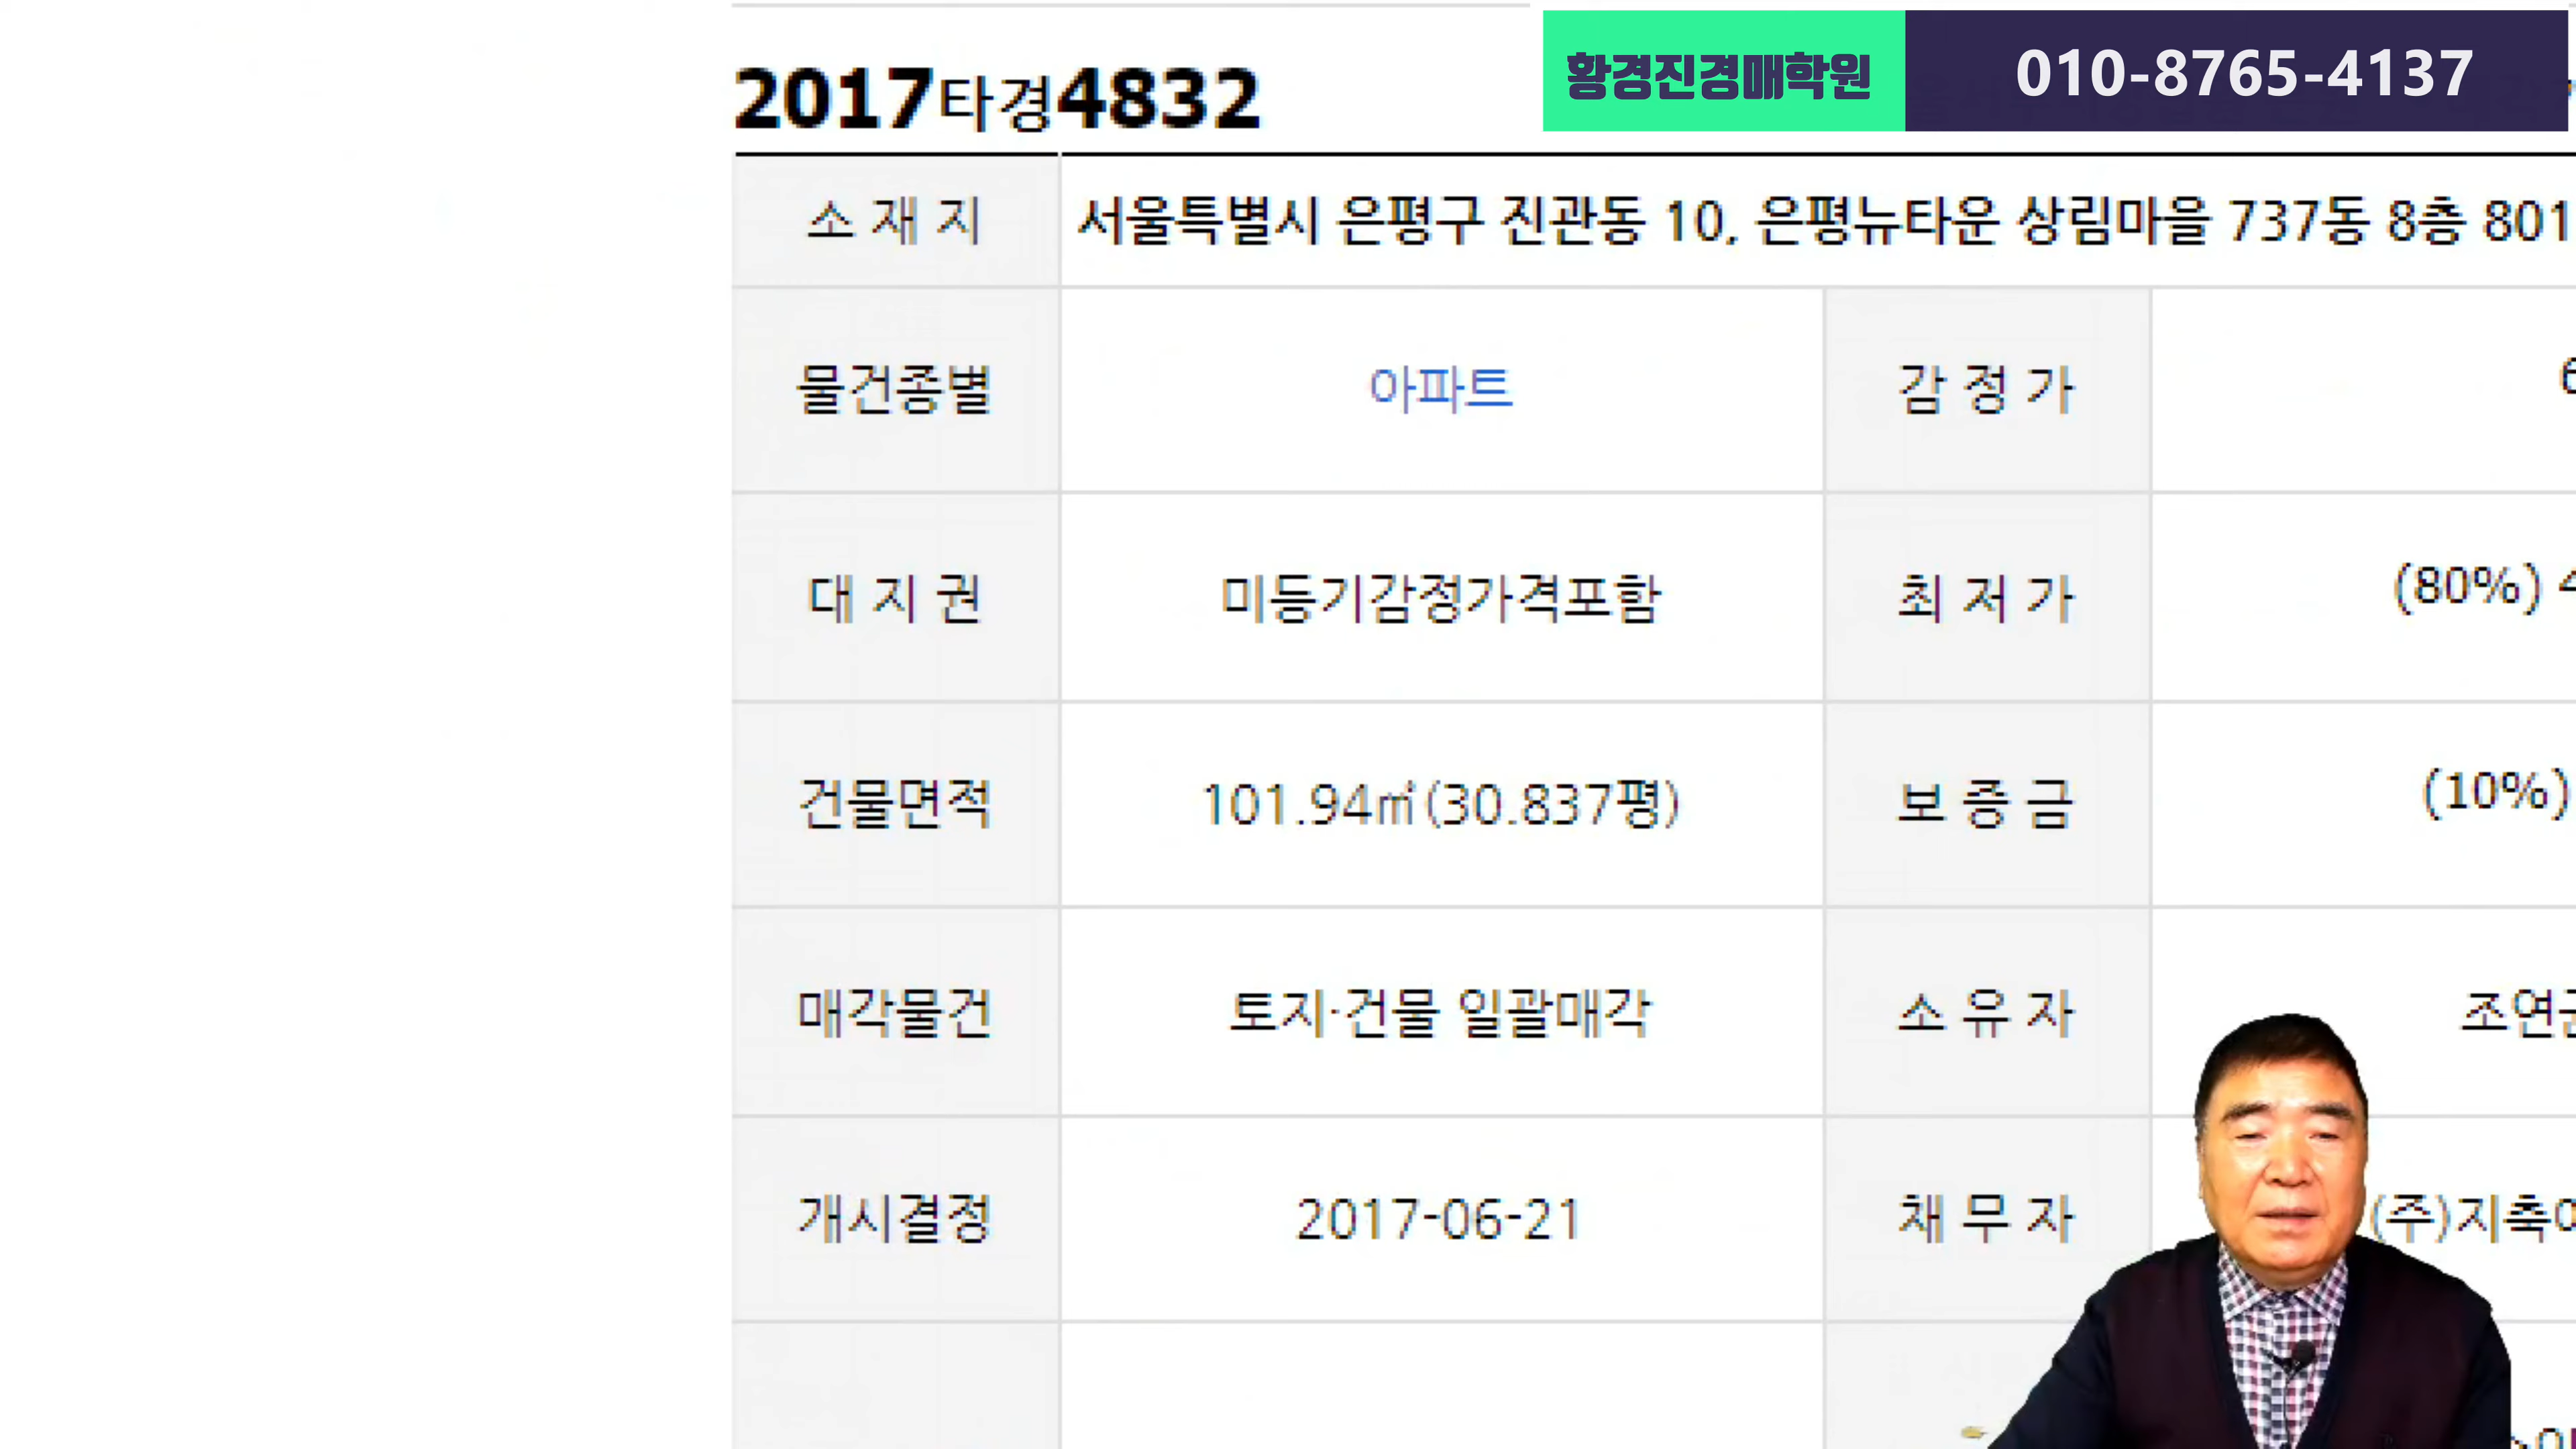 황경진경매학원 010-8765-4137
2017타경4832
소재지 서울특별시 은평구 진관동 10, 은평뉴타운 상림마을 737동 8층 801
물건종별 아파트 감정가
대지권 미등기감정가격포함 최저가 (80%) 4
건물면적 101.94㎡(30.837평) 보증금 (10%)
매각물건 토지·건물 일괄매각 소유자 조연
개시결정 2017-06-21 채무자 (주)지축